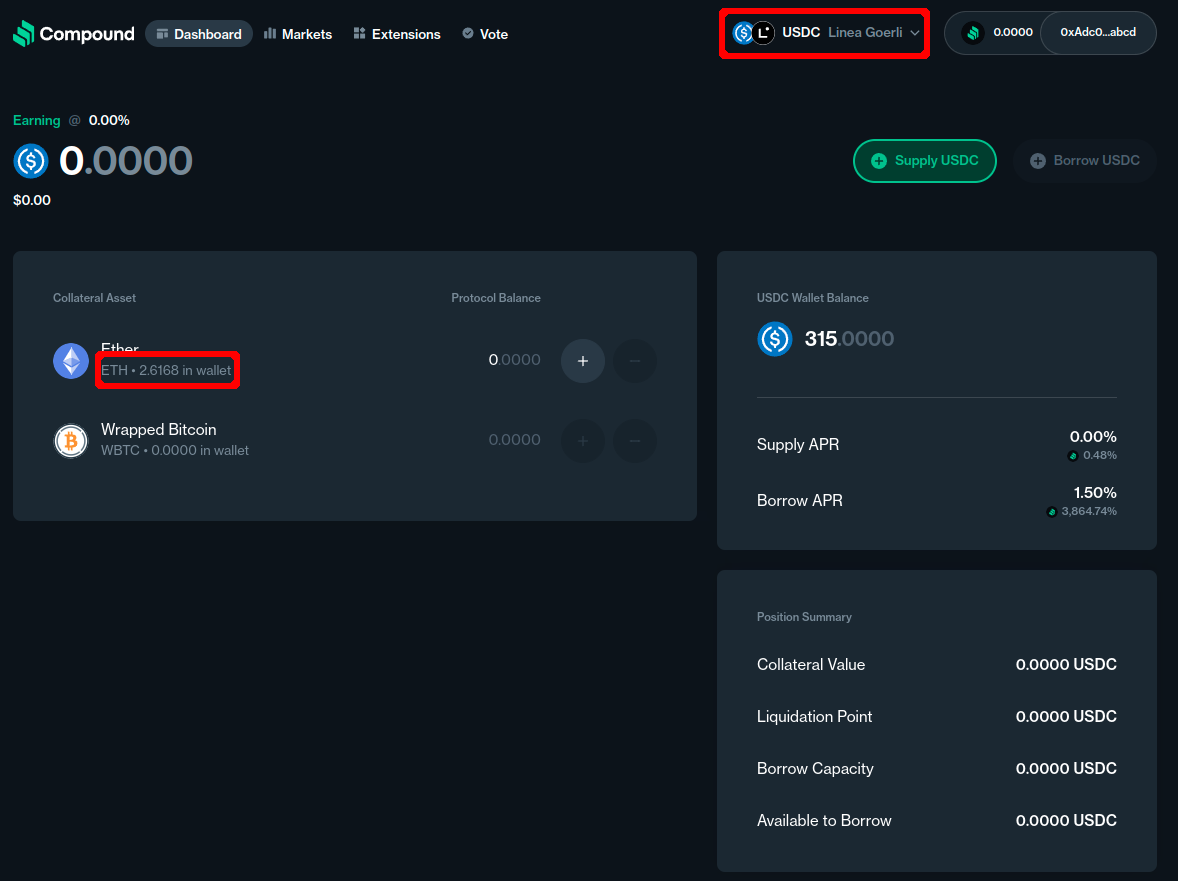 Compound Dashboard Markets Extensions Vote USDC Linea Goerli 0.0000 0xAdc0...abcd
Earning @ 0.00%
0.0000
$0.00
Supply USDC Borrow USDC
Collateral Asset Protocol Balance
Ether
ETH • 2.6168 in wallet
0.0000
Wrapped Bitcoin
WBTC • 0.0000 in wallet
0.0000
USDC Wallet Balance
315.0000
Supply APR 0.00%
0.48%
Borrow APR 1.50%
3,864.74%
Position Summary
Collateral Value 0.0000 USDC
Liquidation Point 0.0000 USDC
Borrow Capacity 0.0000 USDC
Available to Borrow 0.0000 USDC